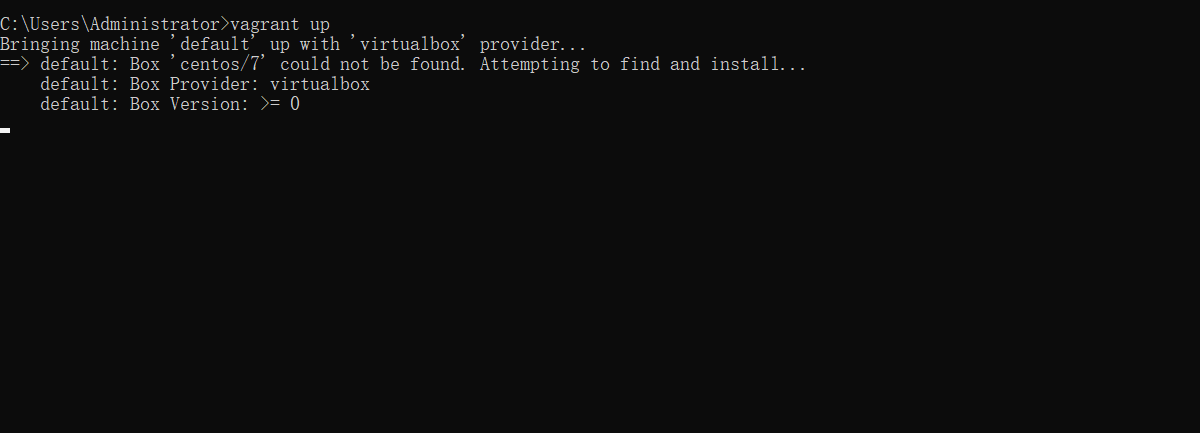 C:\Users\Administrator>vagrant up
Bringing machine 'default' up with 'virtualbox' provider...
==> default: Box 'centos/7' could not be found. Attempting to find and install...
    default: Box Provider: virtualbox
    default: Box Version: >= 0